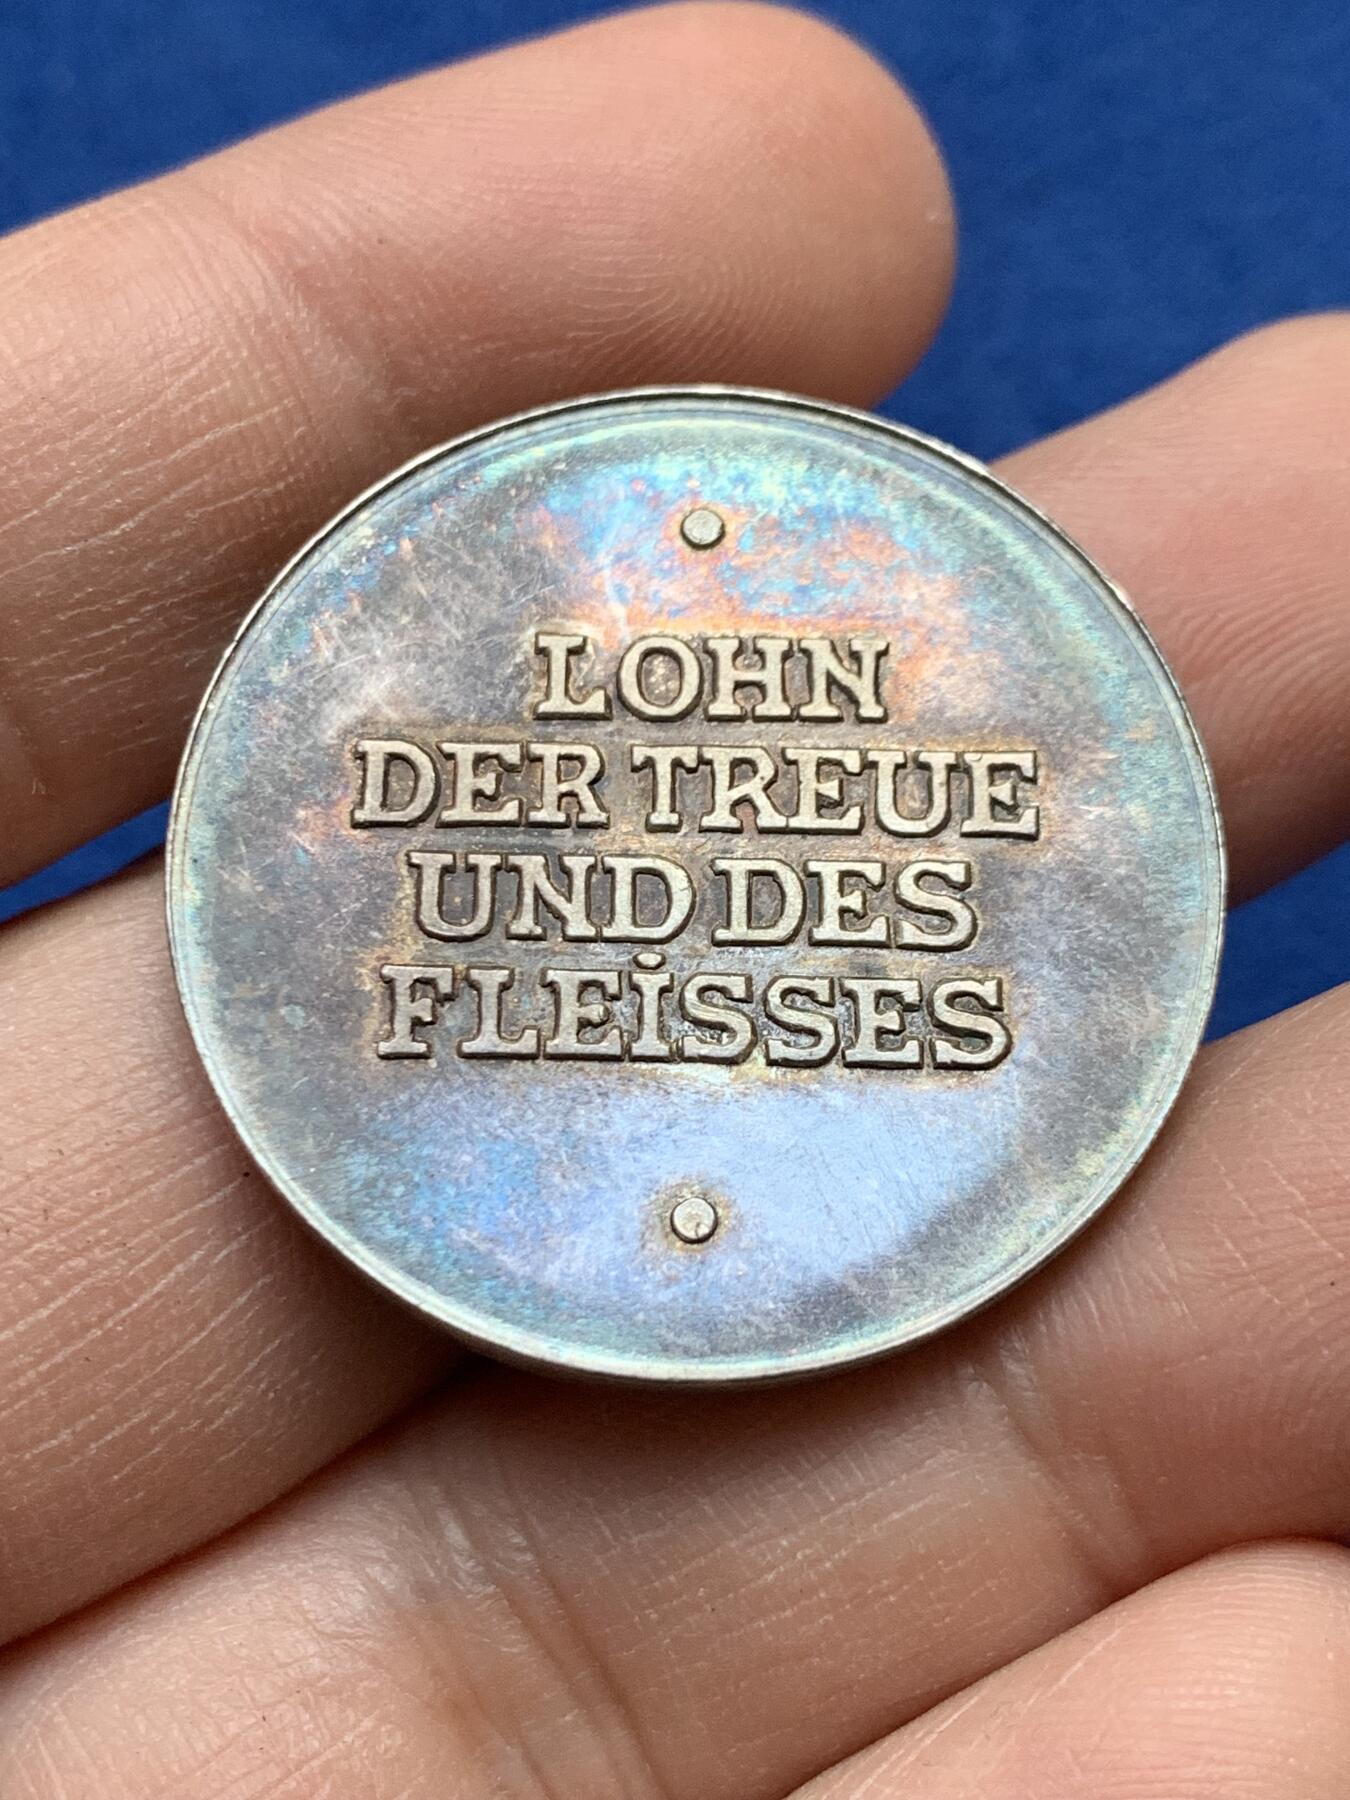 LOHN
DER TREUE
UND DES
FLEİSSES